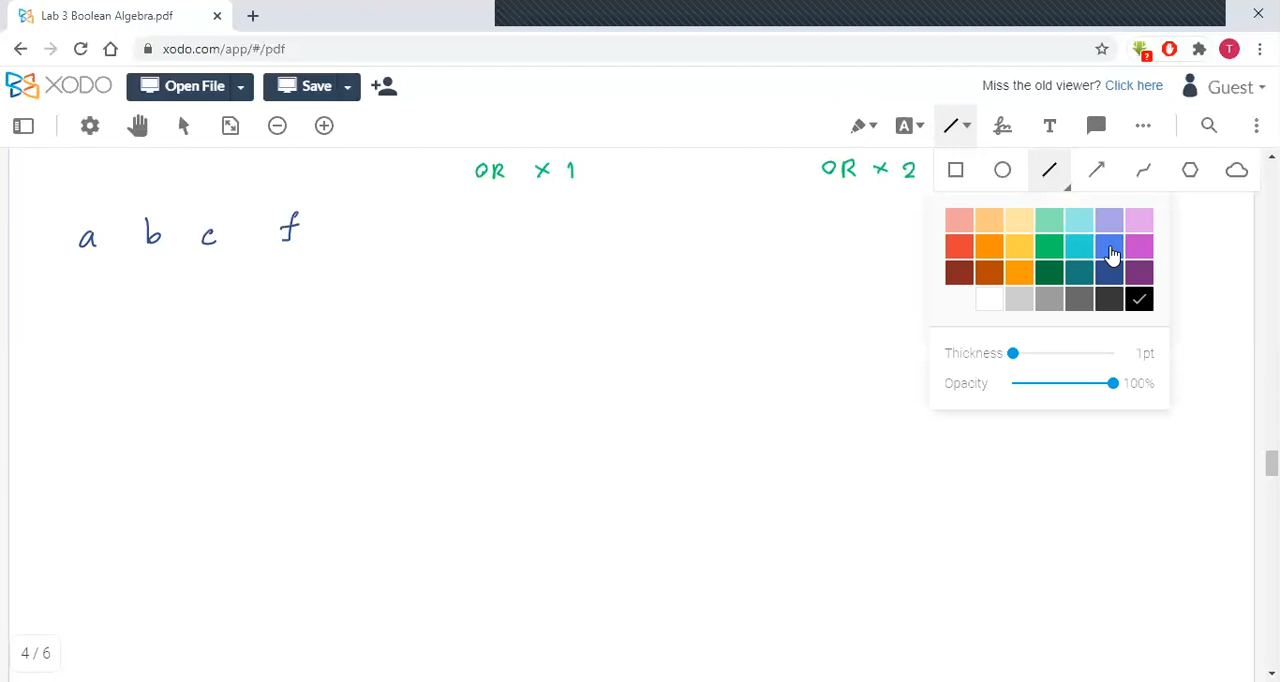 Lab 3 Boolean Algebra.pdf
xodo.com/app/#/pdf
?
T
XODO
Open File
Save
Miss the old viewer? Click here
Guest
A
T
OR × 1
OR × 2
a b c f
Thickness 1pt
Opacity 100%
4 / 6